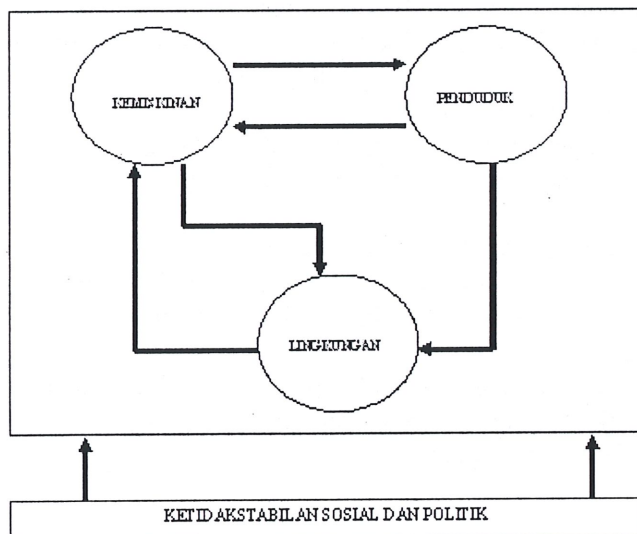 KEMISKINAN
PENDUDUK
LINGKUNGAN
KETIDAKSTABILAN SOSIAL DAN POLITIK